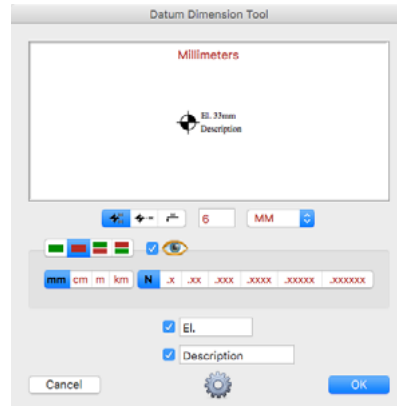 Datum Dimension Tool
Millimeters
El. 33mm
Description
6 MM
mm cm m km N .x .xx .xxx .xxxx .xxxxx .xxxxxx
El.
Description
Cancel OK